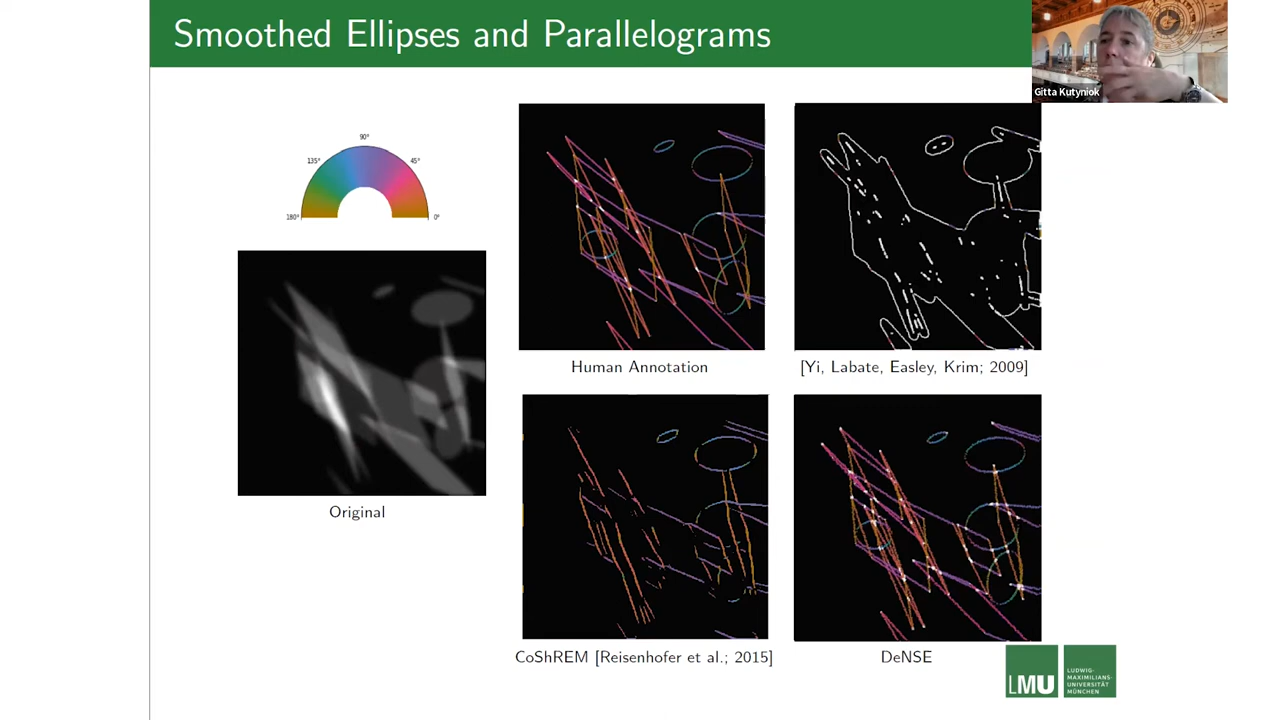 Smoothed Ellipses and Parallelograms
Gitta Kutyniok
90°
135°
45°
180°
0°
Original
Human Annotation
[Yi, Labate, Easley, Krim; 2009]
CoShREM [Reisenhofer et al.; 2015]
DeNSE
LMU
LUDWIG-
MAXIMILIANS-
UNIVERSITÄT
MÜNCHEN